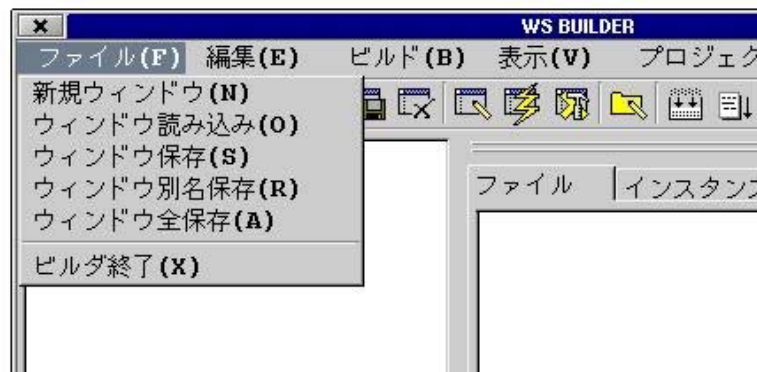 WS BUILDER
ファイル(F) 編集(E) ビルド(B) 表示(V) プロジェク
新規ウィンドウ(N)
ウィンドウ読み込み(O)
ウィンドウ保存(S)
ウィンドウ別名保存(R)
ウィンドウ全保存(A)
ビルダ終了(X)
ファイル インスタンス